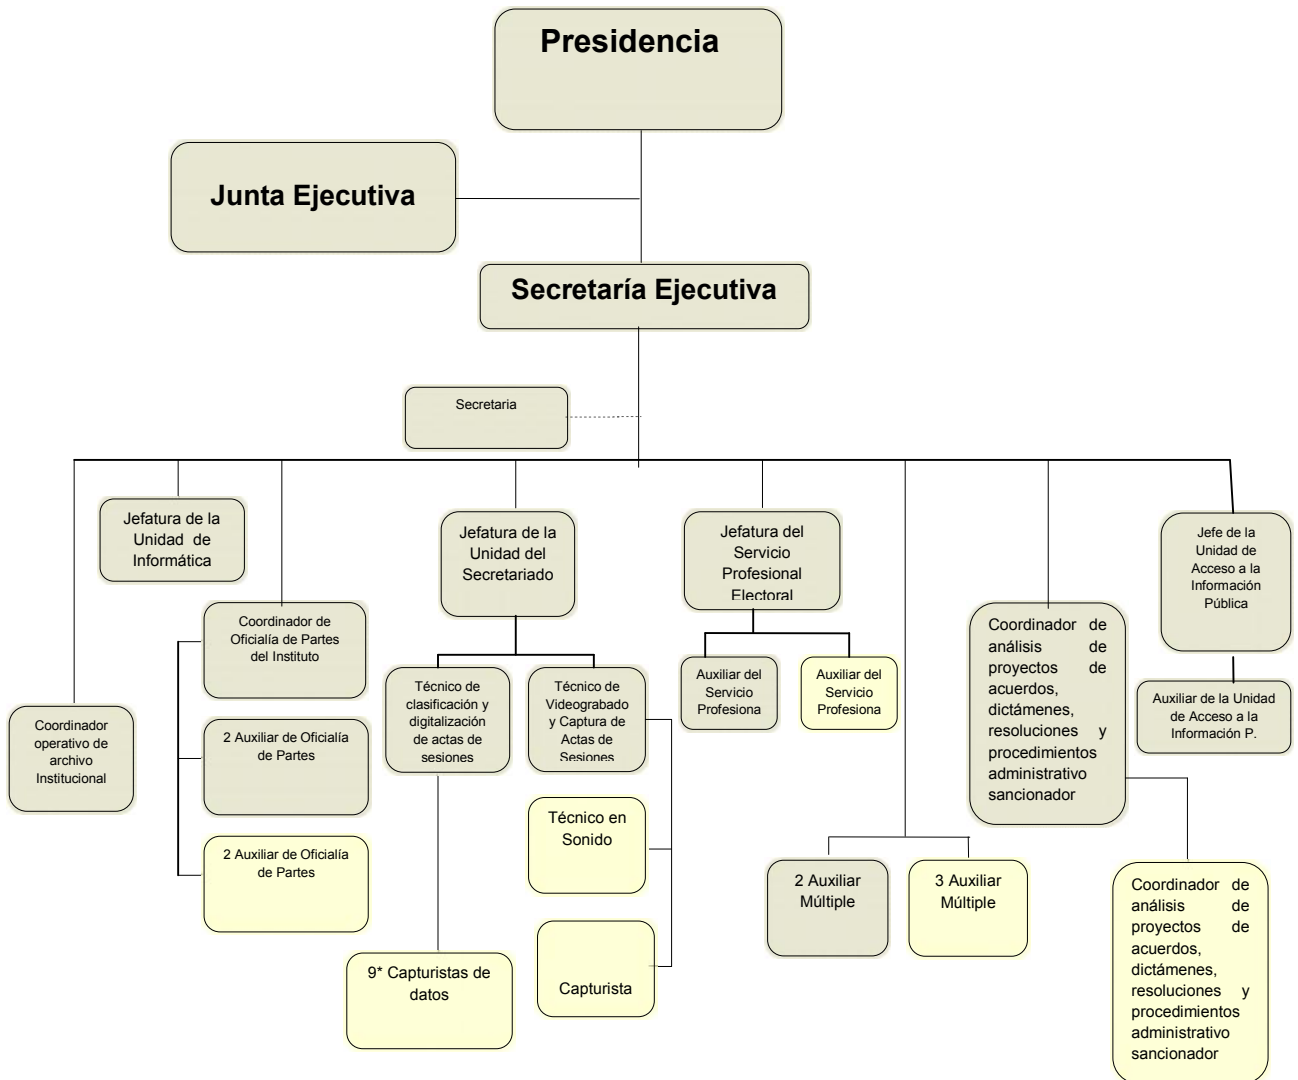 Presidencia
Junta Ejecutiva
Secretaría Ejecutiva
Secretaria
Jefatura de la
Unidad de
Informática
Jefatura de la
Unidad del
Secretariado
Jefatura del
Servicio
Profesional
Electoral
Jefe de la
Unidad de
Acceso a la
Información
Pública
Coordinador de
Oficialía de Partes
del Instituto
Coordinador de
análisis de
proyectos de
acuerdos,
dictámenes,
resoluciones y
procedimientos
administrativo
sancionador
Técnico de
clasificación y
digitalización
de actas de
sesiones
Técnico de
Videograbado
y Captura de
Actas de
Sesiones
Auxiliar del
Servicio
Profesiona
Auxiliar del
Servicio
Profesiona
Auxiliar de la Unidad
de Acceso a la
Información P.
Coordinador
operativo de
archivo
Institucional
2 Auxiliar de Oficialía
de Partes
2 Auxiliar de Oficialía
de Partes
Técnico en
Sonido
2 Auxiliar
Múltiple
3 Auxiliar
Múltiple
Coordinador de
análisis de
proyectos de
acuerdos,
dictámenes,
resoluciones y
procedimientos
administrativo
sancionador
9* Capturistas de
datos
Capturista